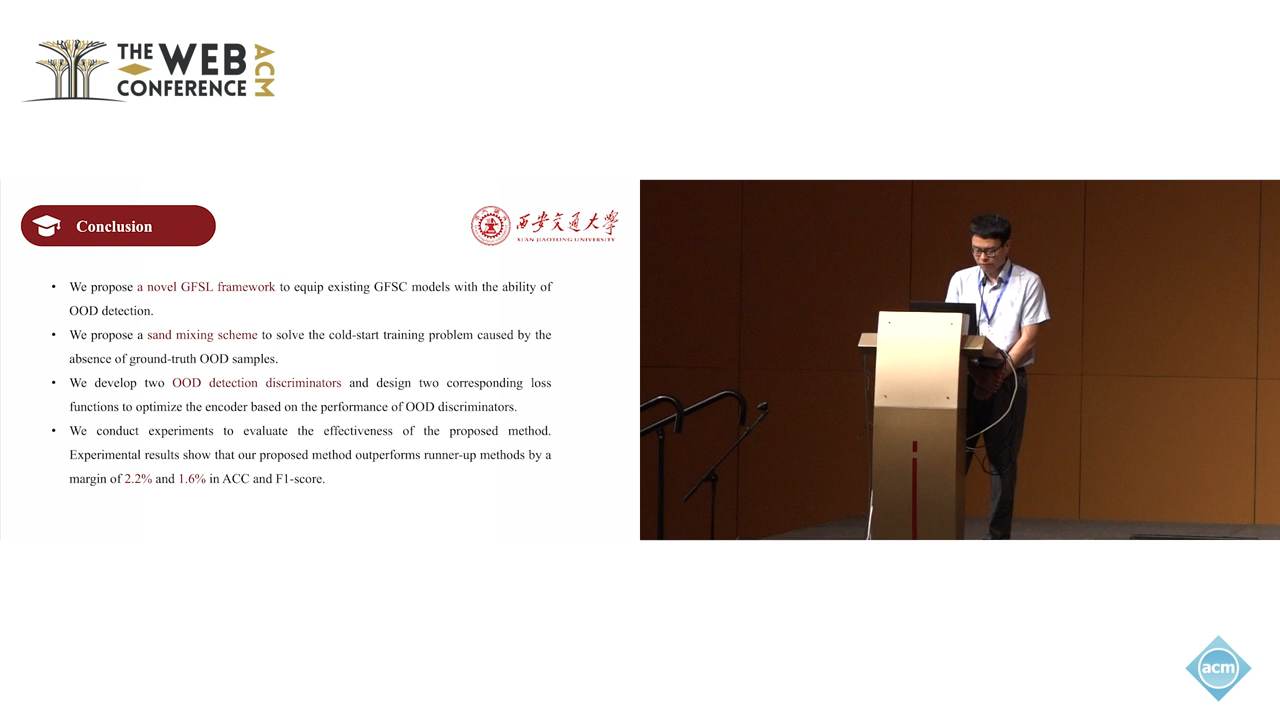 THE WEB
CONFERENCE
ACM
Conclusion
西安交通大学
XI'AN JIAOTONG UNIVERSITY
• We propose a novel GFSL framework to equip existing GFSC models with the ability of
OOD detection.
• We propose a sand mixing scheme to solve the cold-start training problem caused by the
absence of ground-truth OOD samples.
• We develop two OOD detection discriminators and design two corresponding loss
functions to optimize the encoder based on the performance of OOD discriminators.
• We conduct experiments to evaluate the effectiveness of the proposed method.
Experimental results show that our proposed method outperforms runner-up methods by a
margin of 2.2% and 1.6% in ACC and F1-score.
acm